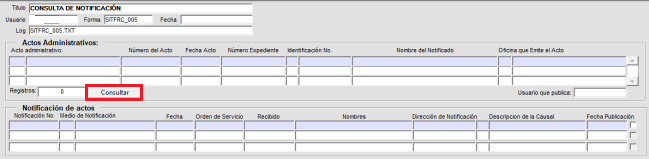 Titulo CONSULTA DE NOTIFICACIÓN
Usuario Forma SITFRC_005 Fecha
Log SITFRC_005.TXT
Actos Administrativos:
Acto administrativo: Número del Acto Fecha Acto Número Expediente Identificación No. Nombre del Notificado Oficina que Emite el Acto
Registros: 0 Consultar Usuario que publica:
Notificación de actos
Notificación No Medio de Notificación Fecha Orden de Servicio Recibido Nombres Dirección de Notificación Descripcion de la Causal Fecha Publicación